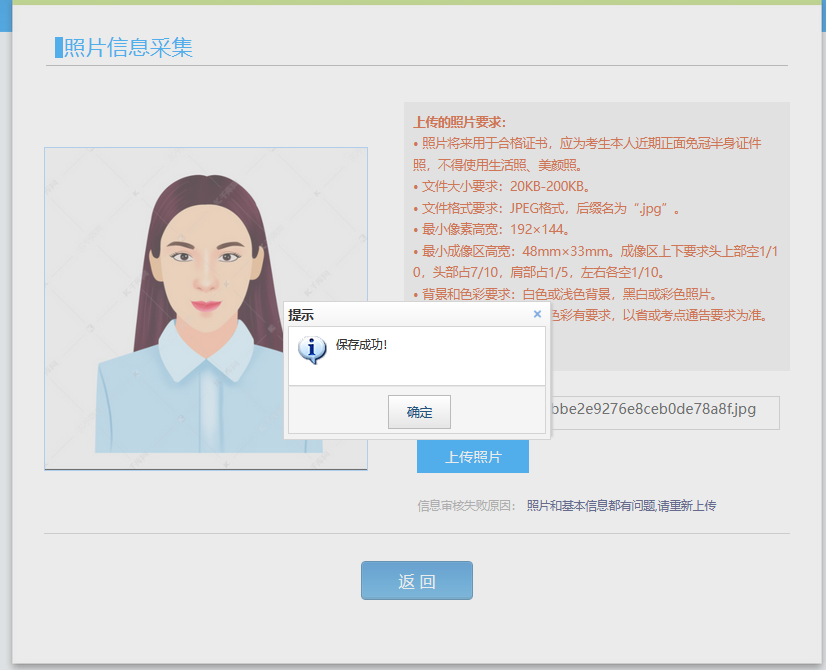 照片信息采集
上传的照片要求：
• 照片将来用于合格证书，应为考生本人近期正面免冠半身证件
照，不得使用生活照、美颜照。
• 文件大小要求：20KB-200KB。
• 文件格式要求：JPEG格式，后缀名为“.jpg”。
• 最小像素高宽：192×144。
• 最小成像区高宽：48mm×33mm。成像区上下要求头上部空1/1
0，头部占7/10，肩部占1/5，左右各空1/10。
• 背景和色彩要求：白色或浅色背景，黑白或彩色照片。
色彩有要求，以省或考点通告要求为准。
提示
×
保存成功!
确定
bbe2e9276e8ceb0de78a8f.jpg
上传照片
信息审核失败原因： 照片和基本信息都有问题,请重新上传
返 回